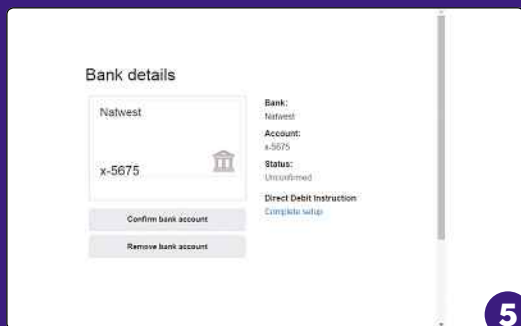 Bank details
Natwest
x-5675
Confirm bank account
Remove bank account
Bank:
Natwest
Account:
x-5675
Status:
Unconfirmed
Direct Debit Instruction
Complete setup
5